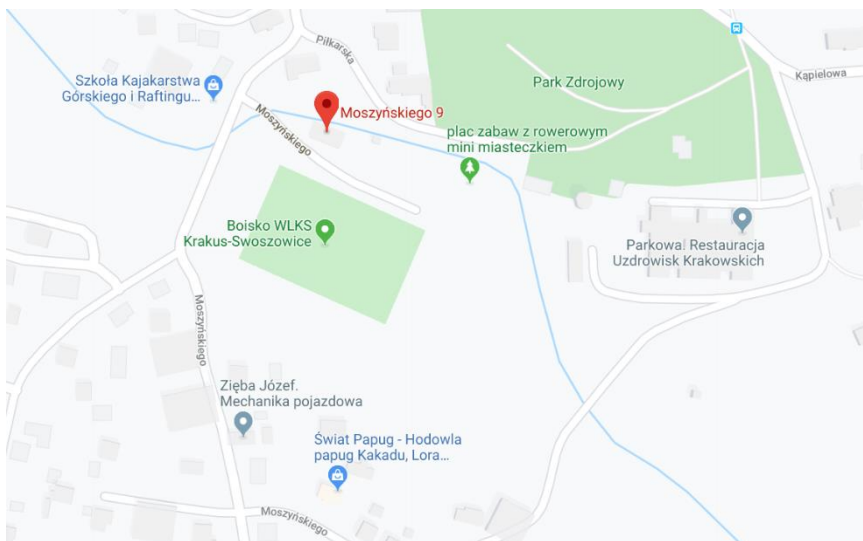 Piłkarska
Szkoła Kajakarstwa
Górskiego i Raftingu...
Park Zdrojowy
Kąpielowa
Moszyńskiego 9
Moszyńskiego
plac zabaw z rowerowym
mini miasteczkiem
Boisko WLKS
Krakus-Swoszowice
Parkowa. Restauracja
Uzdrowisk Krakowskich
Moszyńskiego
Zięba Józef.
Mechanika pojazdowa
Świat Papug - Hodowla
papug Kakadu, Lora...
Moszyńskiego